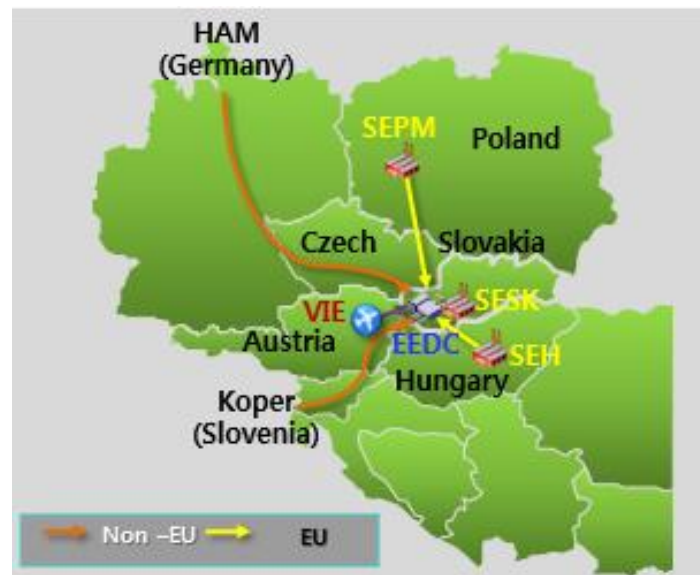 HAM
(Germany)
SEPM
Poland
Czech
Slovakia
VIE
SESK
Austria
EEDC
SEH
Hungary
Koper
(Slovenia)
Non –EU
EU